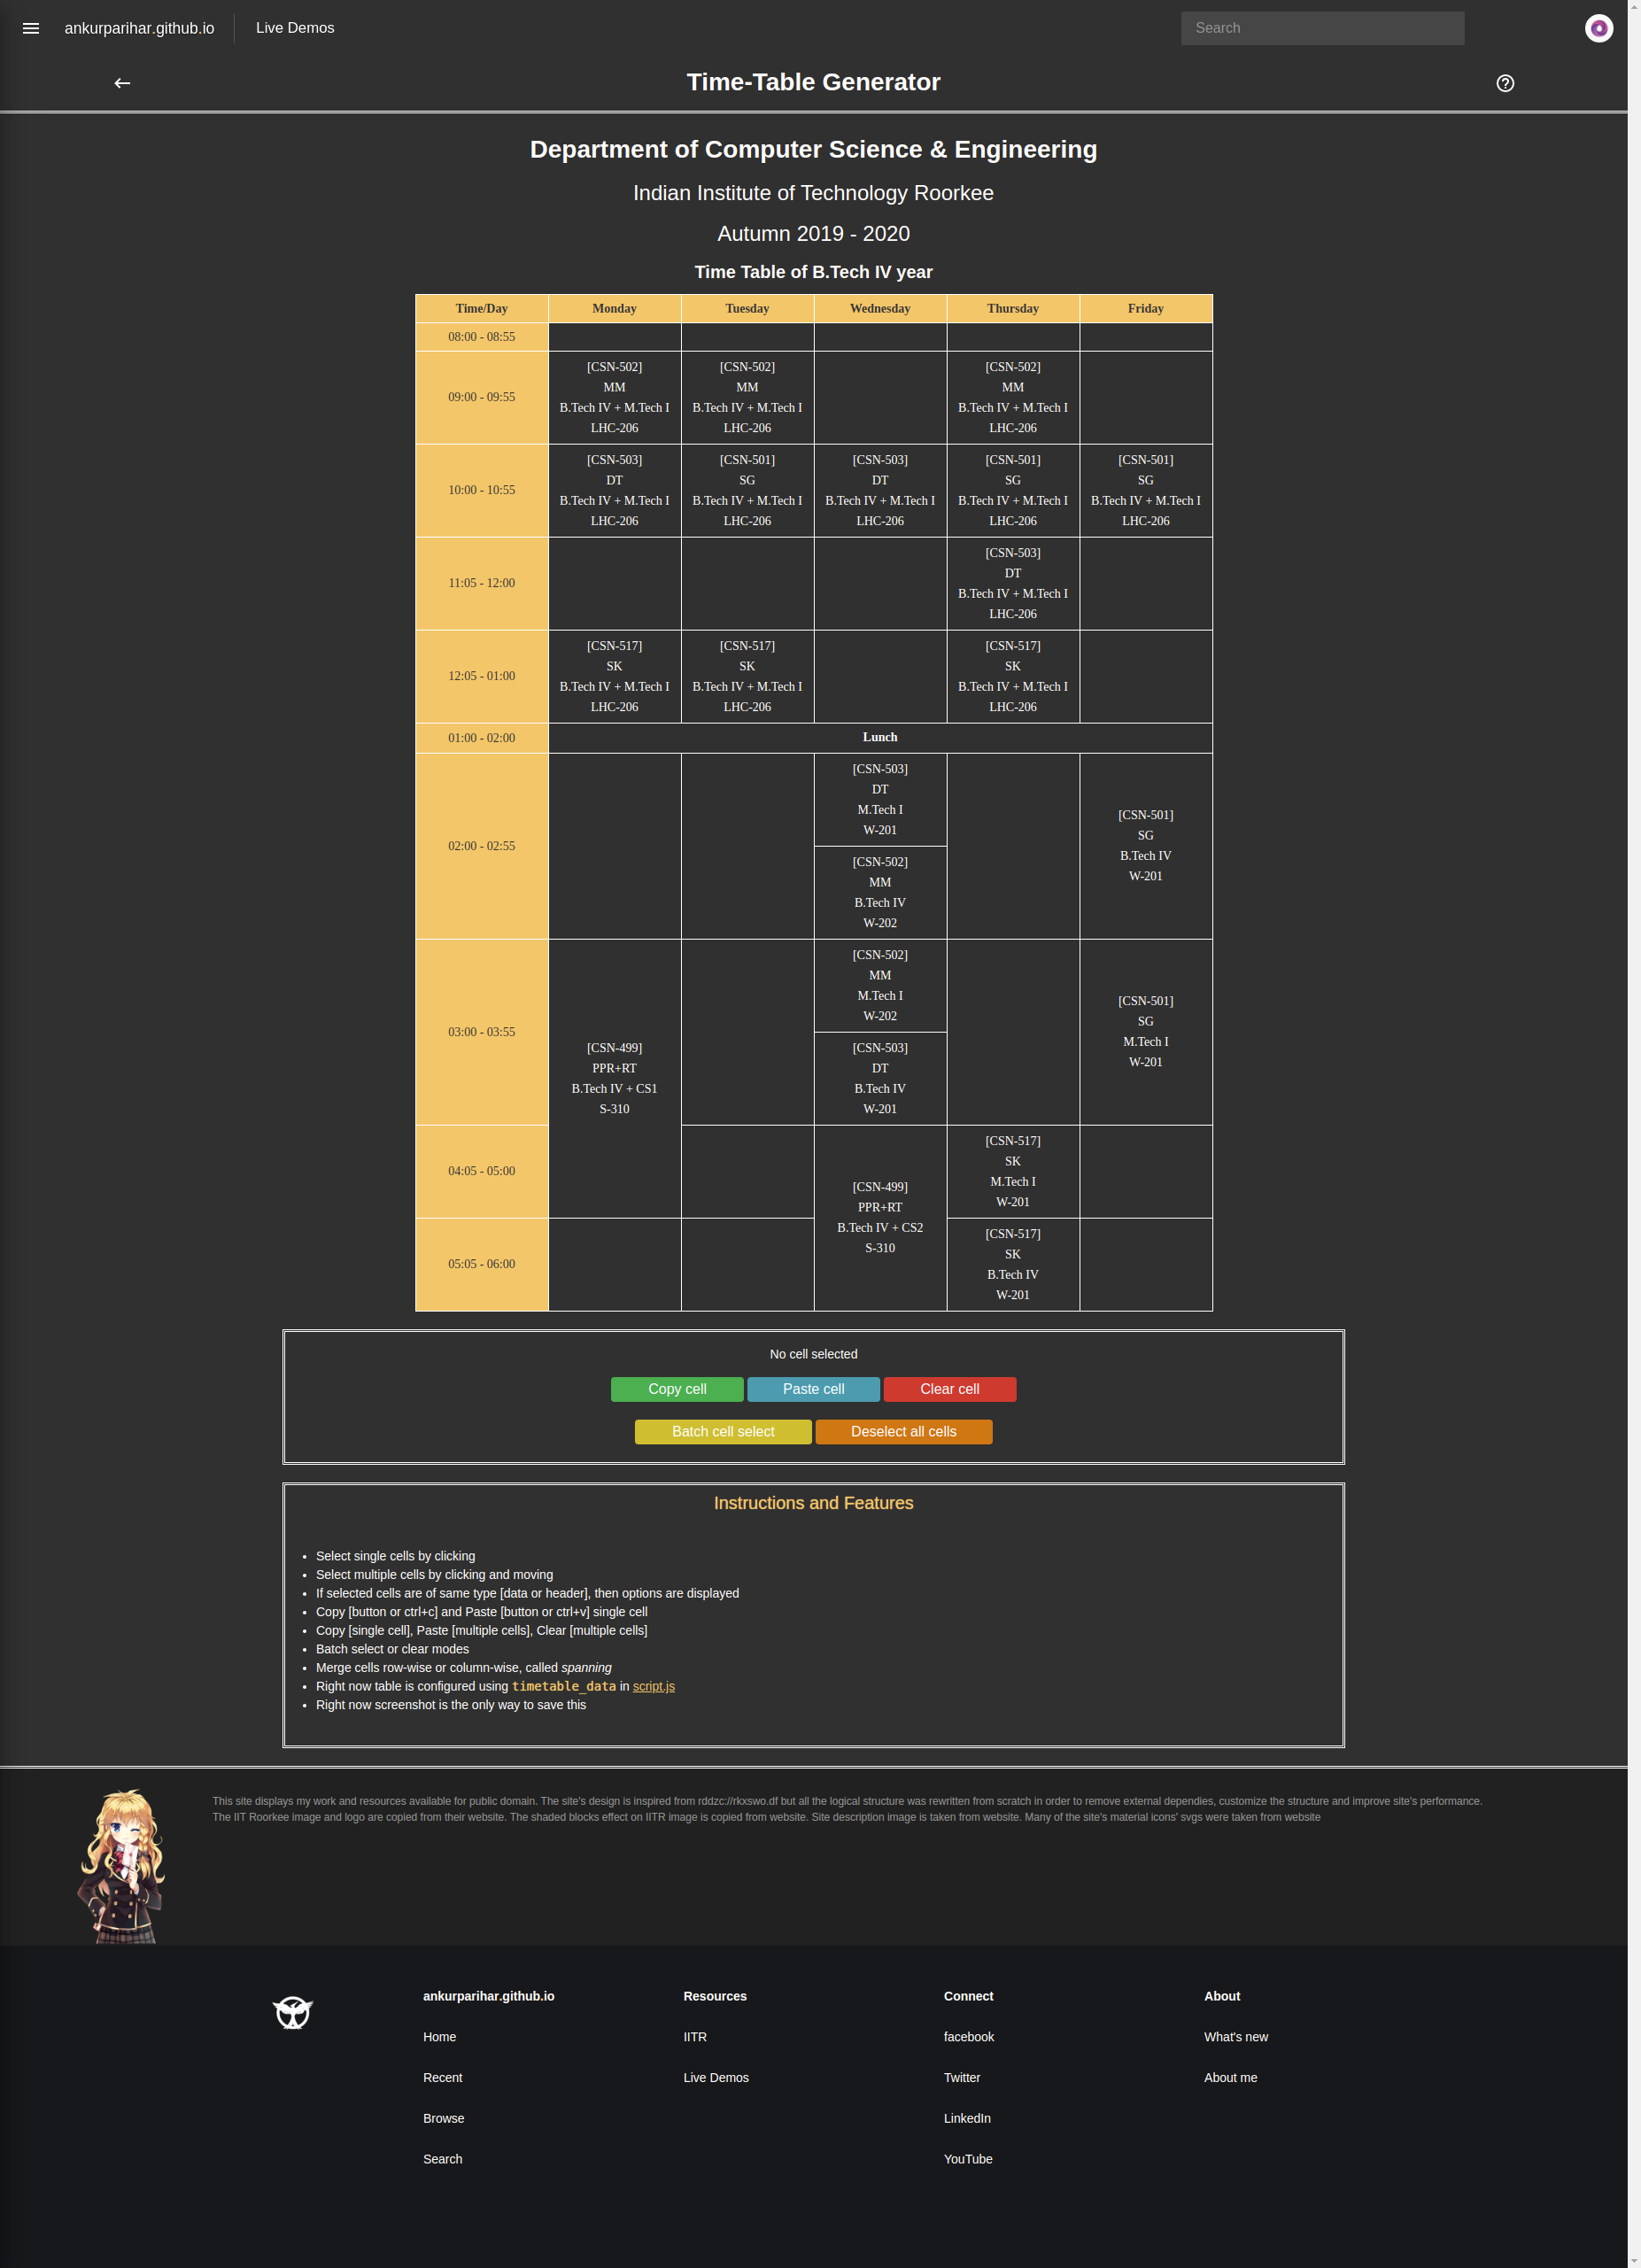 ankurparihar.github.io
Live Demos
Search
Time-Table Generator
Department of Computer Science & Engineering
Indian Institute of Technology Roorkee
Autumn 2019 - 2020
Time Table of B.Tech IV year
Time/Day Monday Tuesday Wednesday Thursday Friday
08:00 - 08:55
09:00 - 09:55
[CSN-502]
MM
B.Tech IV + M.Tech I
LHC-206
[CSN-502]
MM
B.Tech IV + M.Tech I
LHC-206
[CSN-502]
MM
B.Tech IV + M.Tech I
LHC-206
10:00 - 10:55
[CSN-503]
DT
B.Tech IV + M.Tech I
LHC-206
[CSN-501]
SG
B.Tech IV + M.Tech I
LHC-206
[CSN-503]
DT
B.Tech IV + M.Tech I
LHC-206
[CSN-501]
SG
B.Tech IV + M.Tech I
LHC-206
[CSN-501]
SG
B.Tech IV + M.Tech I
LHC-206
11:05 - 12:00
[CSN-503]
DT
B.Tech IV + M.Tech I
LHC-206
12:05 - 01:00
[CSN-517]
SK
B.Tech IV + M.Tech I
LHC-206
[CSN-517]
SK
B.Tech IV + M.Tech I
LHC-206
[CSN-517]
SK
B.Tech IV + M.Tech I
LHC-206
01:00 - 02:00
Lunch
02:00 - 02:55
[CSN-503]
DT
M.Tech I
W-201
[CSN-502]
MM
B.Tech IV
W-202
[CSN-501]
SG
B.Tech IV
W-201
03:00 - 03:55
[CSN-499]
PPR+RT
B.Tech IV + CS1
S-310
[CSN-502]
MM
M.Tech I
W-202
[CSN-503]
DT
B.Tech IV
W-201
[CSN-501]
SG
M.Tech I
W-201
04:05 - 05:00
[CSN-499]
PPR+RT
B.Tech IV + CS2
S-310
[CSN-517]
SK
M.Tech I
W-201
05:05 - 06:00
[CSN-517]
SK
B.Tech IV
W-201
No cell selected
Copy cell Paste cell Clear cell
Batch cell select Deselect all cells
Instructions and Features
Select single cells by clicking
Select multiple cells by clicking and moving
If selected cells are of same type [data or header], then options are displayed
Copy [button or ctrl+c] and Paste [button or ctrl+v] single cell
Copy [single cell], Paste [multiple cells], Clear [multiple cells]
Batch select or clear modes
Merge cells row-wise or column-wise, called spanning
Right now table is configured using timetable_data in script.js
Right now screenshot is the only way to save this
This site displays my work and resources available for public domain. The site's design is inspired from rddzc://rkxswo.df but all the logical structure was rewritten from scratch in order to remove external dependies, customize the structure and improve site's performance.
The IIT Roorkee image and logo are copied from their website. The shaded blocks effect on IITR image is copied from website. Site description image is taken from website. Many of the site's material icons' svgs were taken from website
ankurparihar.github.io
Home
Recent
Browse
Search
Resources
IITR
Live Demos
Connect
facebook
Twitter
LinkedIn
YouTube
About
What's new
About me